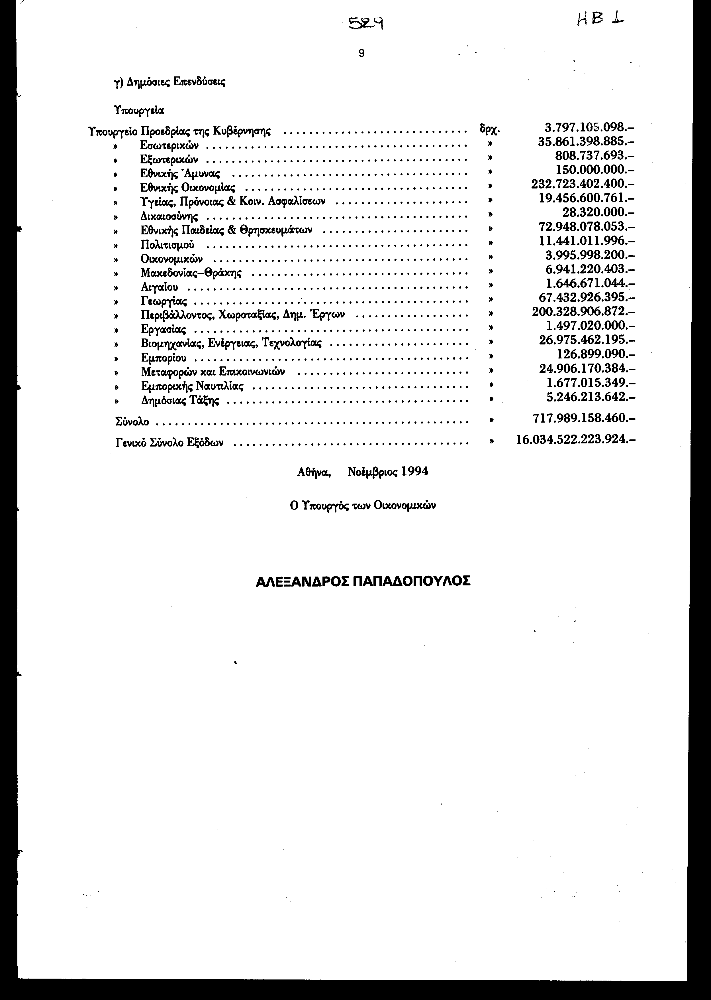 529
HB 1
9
γ) Δημόσιες Επενδύσεις
Υπουργεία
Υπουργείο Προεδρίας της Κυβέρνησης .............................. δρχ. 3.797.105.098.–
» Εσωτερικών .......................................... » 35.861.398.885.–
» Εξωτερικών .......................................... » 808.737.693.–
» Εθνικής Άμυνας ...................................... » 150.000.000.–
» Εθνικής Οικονομίας .................................... » 232.723.402.400.–
» Υγείας, Πρόνοιας & Κοιν. Ασφαλίσεων ...................... » 19.456.600.761.–
» Δικαιοσύνης .......................................... » 28.320.000.–
» Εθνικής Παιδείας & Θρησκευμάτων ........................ » 72.948.078.053.–
» Πολιτισμού .......................................... » 11.441.011.996.–
» Οικονομικών ......................................... » 3.995.998.200.–
» Μακεδονίας–Θράκης ................................... » 6.941.220.403.–
» Αιγαίου ............................................. » 1.646.671.044.–
» Γεωργίας ............................................ » 67.432.926.395.–
» Περιβάλλοντος, Χωροταξίας, Δημ. Έργων ................... » 200.328.906.872.–
» Εργασίας ............................................ » 1.497.020.000.–
» Βιομηχανίας, Ενέργειας, Τεχνολογίας ....................... » 26.975.462.195.–
» Εμπορίου ............................................ » 126.899.090.–
» Μεταφορών και Επικοινωνιών ............................ » 24.906.170.384.–
» Εμπορικής Ναυτιλίας ................................... » 1.677.015.349.–
» Δημόσιας Τάξης ....................................... » 5.246.213.642.–
Σύνολο .................................................. » 717.989.158.460.–
Γενικό Σύνολο Εξόδων ...................................... » 16.034.522.223.924.–
Αθήνα, Νοέμβριος 1994
Ο Υπουργός των Οικονομικών
ΑΛΕΞΑΝΔΡΟΣ ΠΑΠΑΔΟΠΟΥΛΟΣ